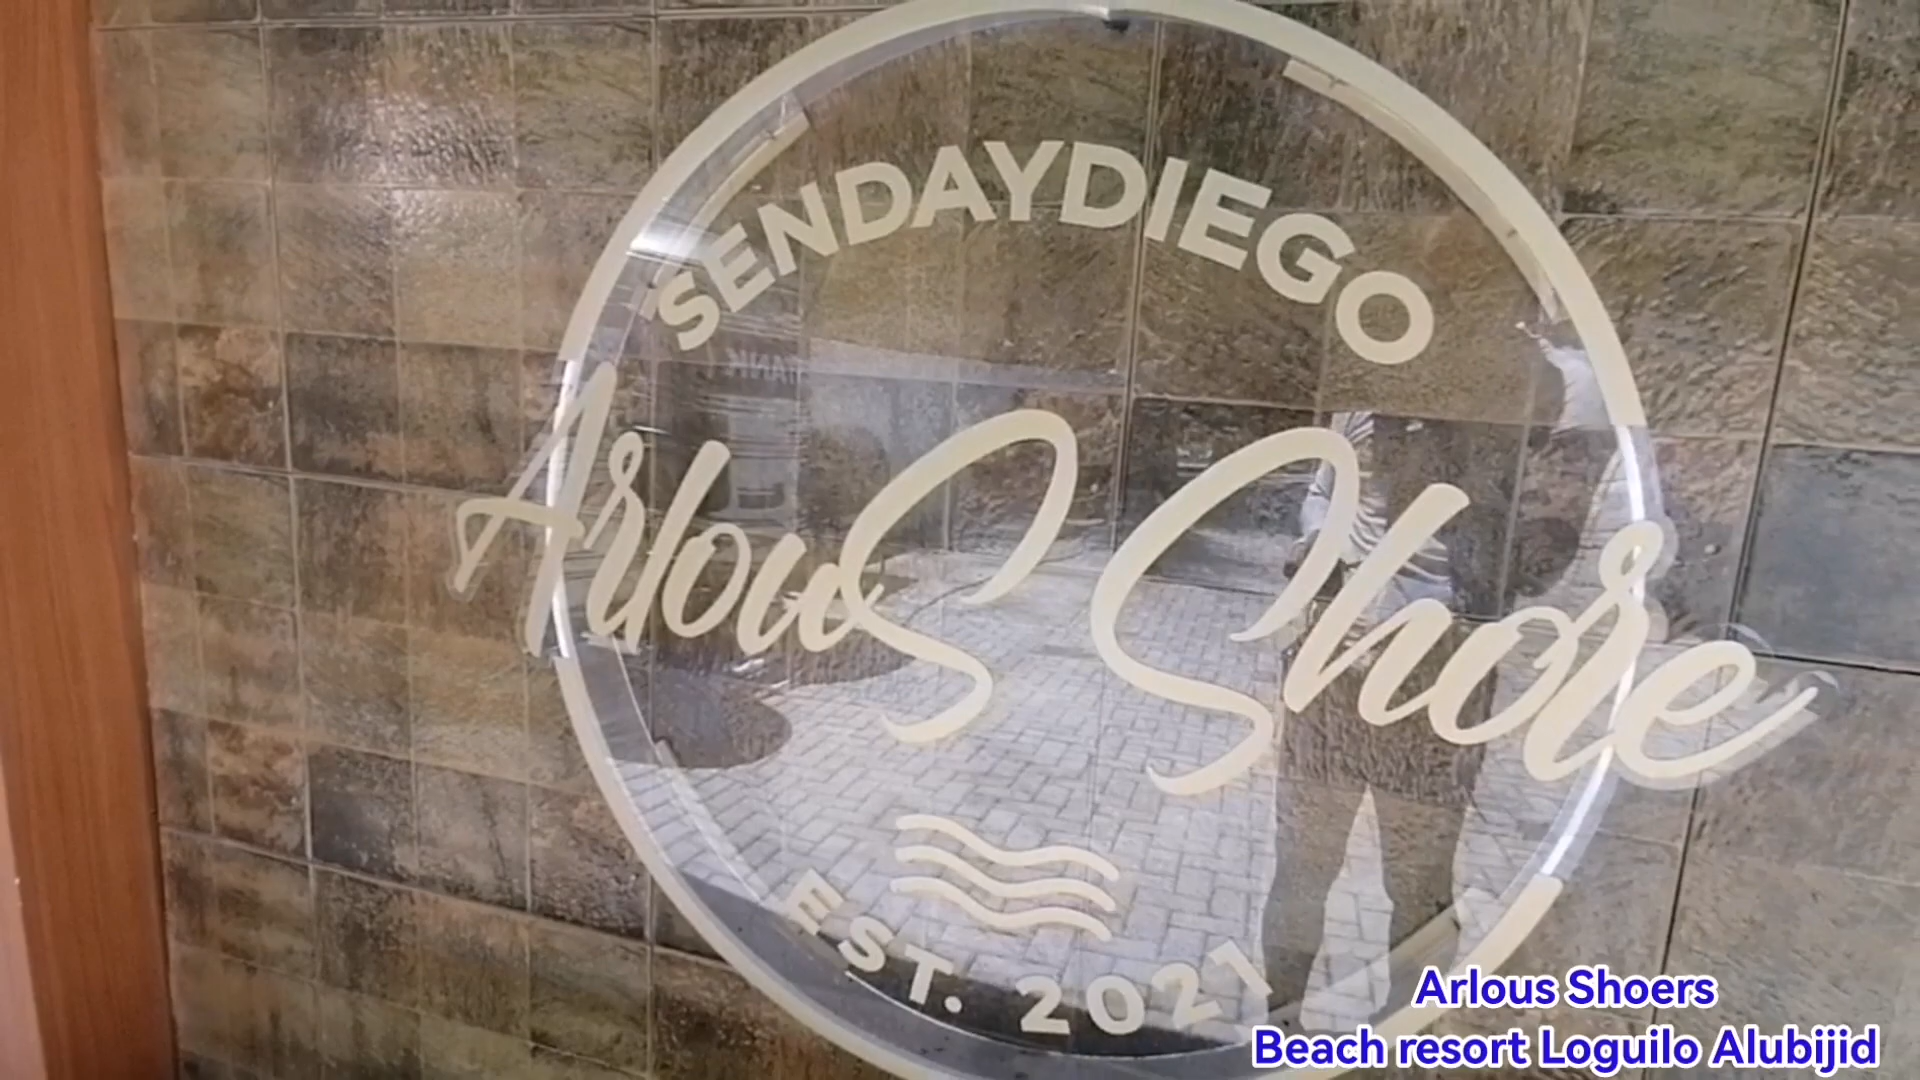 SENDAYDIEGO
Arlous Shore
EST. 2021
Arlous Shoers
Beach resort Loguilo Alubijid